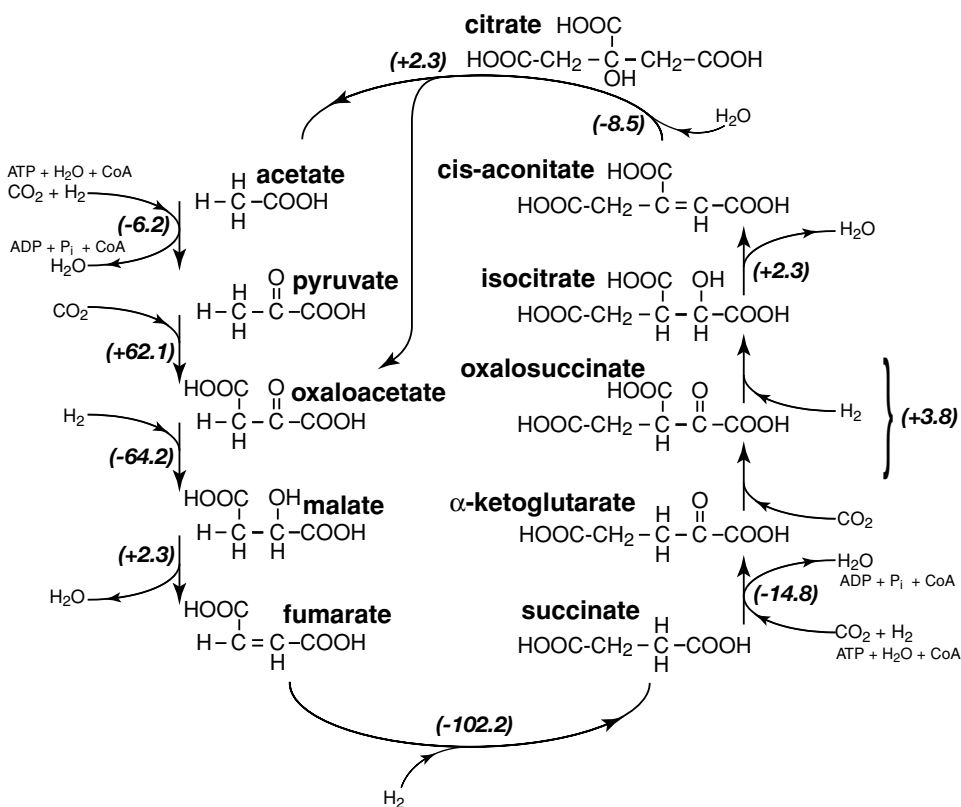 citrate HOOC
HOOC-CH₂ – C – CH₂–COOH
OH
(+2.3)
(-8.5)
H₂O
ATP + H₂O + CoA
CO₂ + H₂
(-6.2)
ADP + Pᵢ + CoA
H₂O
acetate
H
H – C – COOH
H
cis-aconitate
HOOC
HOOC-CH₂ – C = C – COOH
H
H₂O
(+2.3)
pyruvate
H O
H – C – C – COOH
H
isocitrate
HOOC OH
HOOC-CH₂ – C – C – COOH
H H
CO₂
(+62.1)
oxaloacetate
HOOC O
H – C – C – COOH
H
oxalosuccinate
HOOC O
HOOC-CH₂ – C – C – COOH
H
H₂
} (+3.8)
H₂
(-64.2)
malate
HOOC OH
H – C – C – COOH
H H
α-ketoglutarate
H O
HOOC-CH₂ – C – C – COOH
H
CO₂
(+2.3)
H₂O
fumarate
HOOC
H – C = C – COOH
H
succinate
H
HOOC-CH₂ – C – COOH
H
H₂O
ADP + Pᵢ + CoA
(-14.8)
CO₂ + H₂
ATP + H₂O + CoA
(-102.2)
H₂